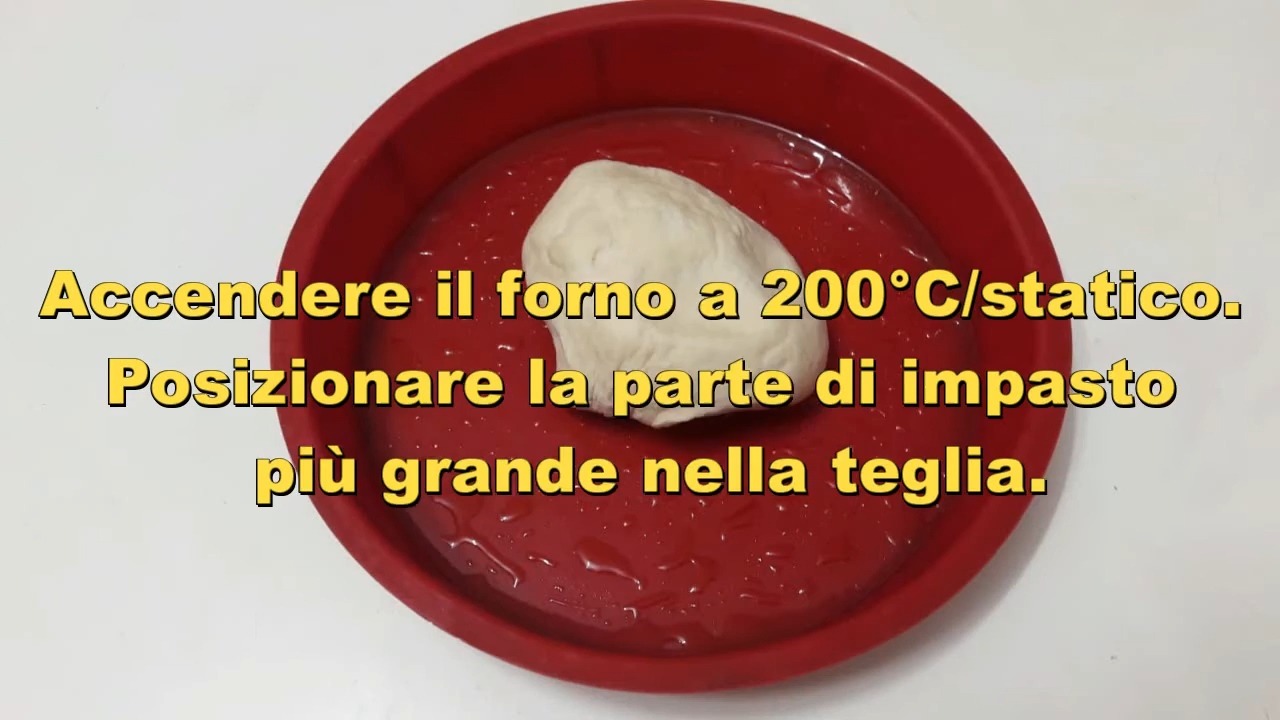 Accendere il forno a 200°C/statico.
Posizionare la parte di impasto
più grande nella teglia.